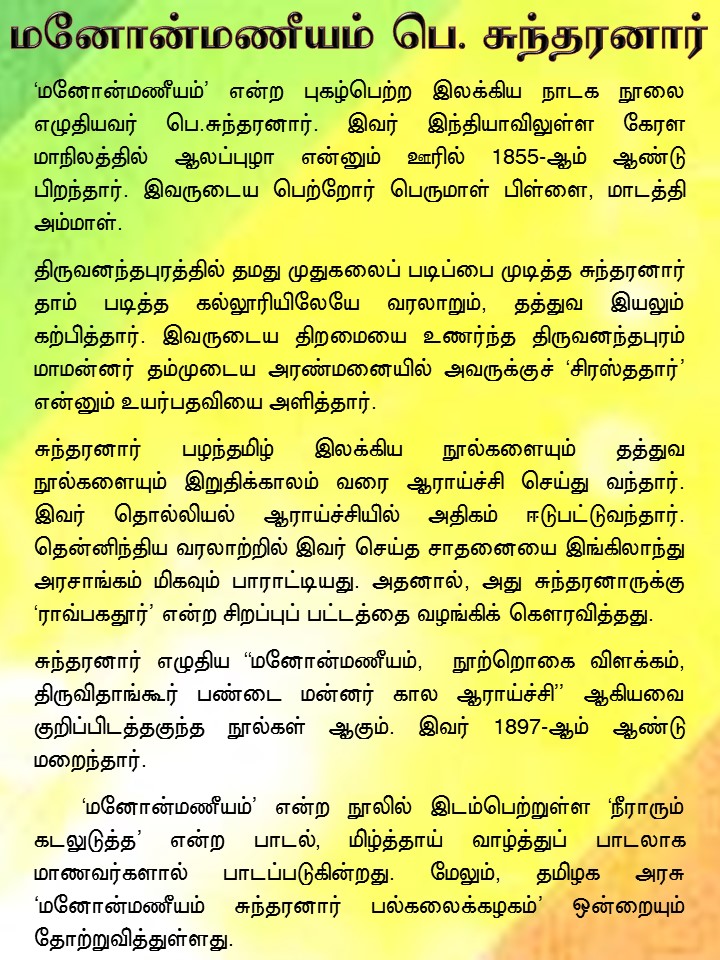 மனோன்மணீயம் பெ. சுந்தரனார்
‘மனோன்மணீயம்’ என்ற புகழ்பெற்ற இலக்கிய நாடக நூலை
எழுதியவர் பெ.சுந்தரனார். இவர் இந்தியாவிலுள்ள கேரள
மாநிலத்தில் ஆலப்புழா என்னும் ஊரில் 1855-ஆம் ஆண்டு
பிறந்தார். இவருடைய பெற்றோர் பெருமாள் பிள்ளை, மாடத்தி
அம்மாள்.
திருவனந்தபுரத்தில் தமது முதுகலைப் படிப்பை முடித்த சுந்தரனார்
தாம் படித்த கல்லூரியிலேயே வரலாறும், தத்துவ இயலும்
கற்பித்தார். இவருடைய திறமையை உணர்ந்த திருவனந்தபுரம்
மாமன்னர் தம்முடைய அரண்மனையில் அவருக்குச் ‘சிரஸ்ததார்’
என்னும் உயர்பதவியை அளித்தார்.
சுந்தரனார் பழந்தமிழ் இலக்கிய நூல்களையும் தத்துவ
நூல்களையும் இறுதிக்காலம் வரை ஆராய்ச்சி செய்து வந்தார்.
இவர் தொல்லியல் ஆராய்ச்சியில் அதிகம் ஈடுபட்டுவந்தார்.
தென்னிந்திய வரலாற்றில் இவர் செய்த சாதனையை இங்கிலாந்து
அரசாங்கம் மிகவும் பாராட்டியது. அதனால், அது சுந்தரனாருக்கு
‘ராவ்பகதூர்’ என்ற சிறப்புப் பட்டத்தை வழங்கிக் கௌரவித்தது.
சுந்தரனார் எழுதிய “மனோன்மணீயம், நூற்றொகை விளக்கம்,
திருவிதாங்கூர் பண்டை மன்னர் கால ஆராய்ச்சி’’ ஆகியவை
குறிப்பிடத்தகுந்த நூல்கள் ஆகும். இவர் 1897-ஆம் ஆண்டு
மறைந்தார்.
‘மனோன்மணீயம்’ என்ற நூலில் இடம்பெற்றுள்ள ‘நீராரும்
கடலுடுத்த’ என்ற பாடல், மிழ்த்தாய் வாழ்த்துப் பாடலாக
மாணவர்களால் பாடப்படுகின்றது. மேலும், தமிழக அரசு
‘மனோன்மணீயம் சுந்தரனார் பல்கலைக்கழகம்’ ஒன்றையும்
தோற்றுவித்துள்ளது.